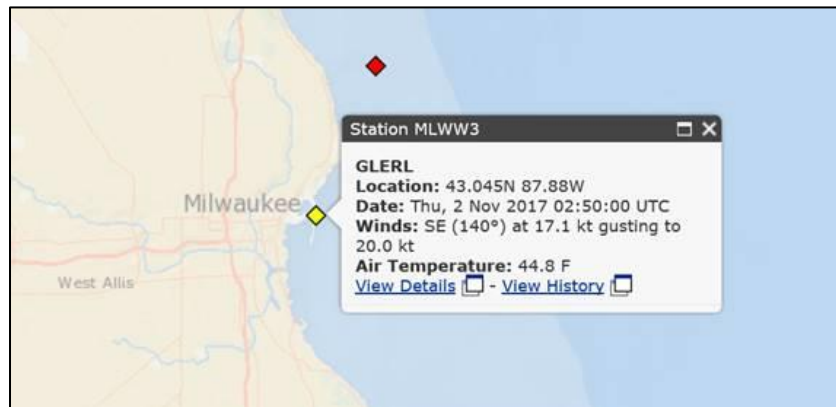 Station MLWW3
GLERL
Location: 43.045N 87.88W
Date: Thu, 2 Nov 2017 02:50:00 UTC
Winds: SE (140°) at 17.1 kt gusting to
20.0 kt
Air Temperature: 44.8 F
View Details - View History
Milwaukee
West Allis